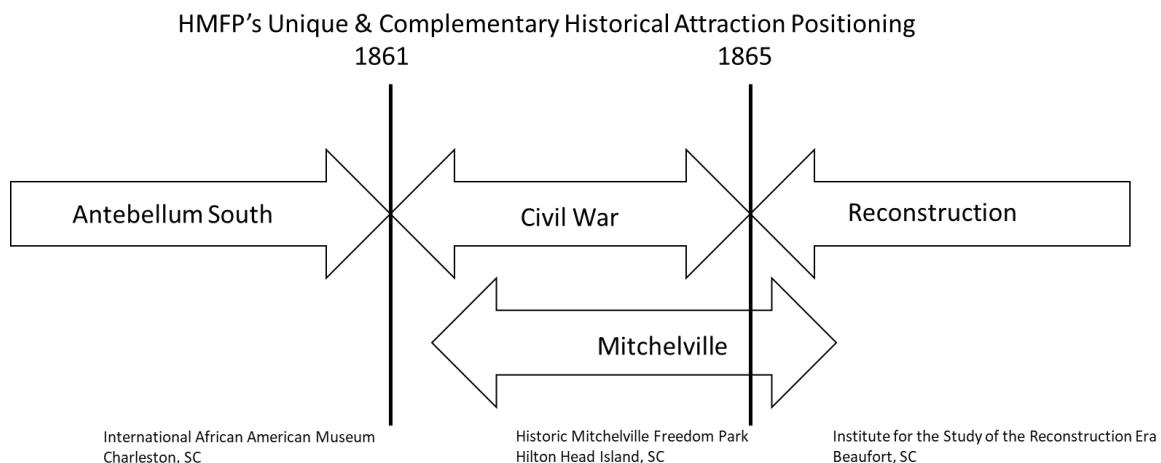 HMFP's Unique & Complementary Historical Attraction Positioning
1861
1865
Antebellum South
Civil War
Reconstruction
Mitchelville
International African American Museum
Charleston, SC
Historic Mitchelville Freedom Park
Hilton Head Island, SC
Institute for the Study of the Reconstruction Era
Beaufort, SC